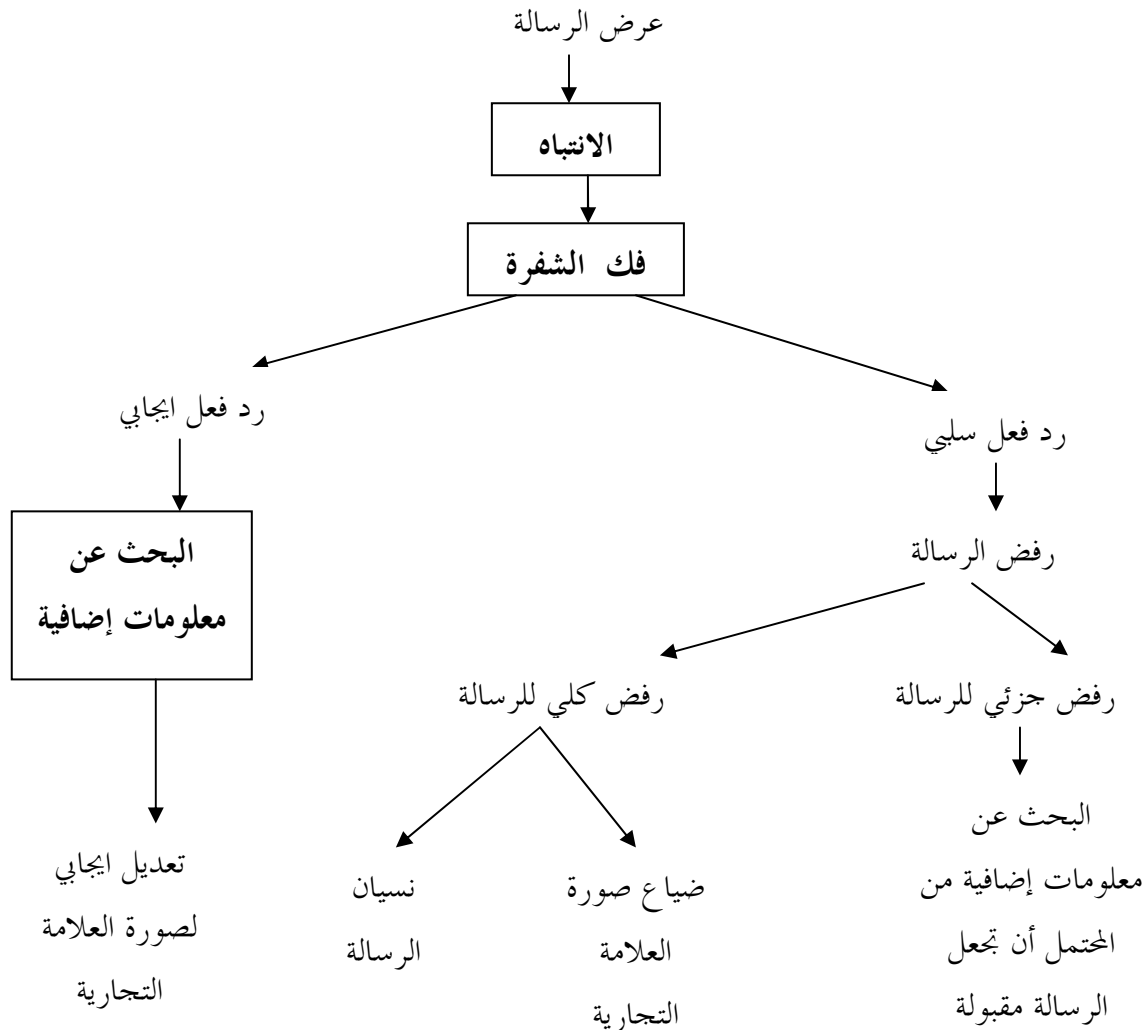 عرض الرسالة
الانتباه
فك الشفرة
رد فعل ايجابي
رد فعل سلبي
البحث عن
معلومات إضافية
رفض الرسالة
رفض كلي للرسالة
رفض جزئي للرسالة
تعديل ايجابي
لصورة العلامة
التجارية
نسيان
الرسالة
ضياع صورة
العلامة
التجارية
البحث عن
معلومات إضافية من
المحتمل أن تجعل
الرسالة مقبولة